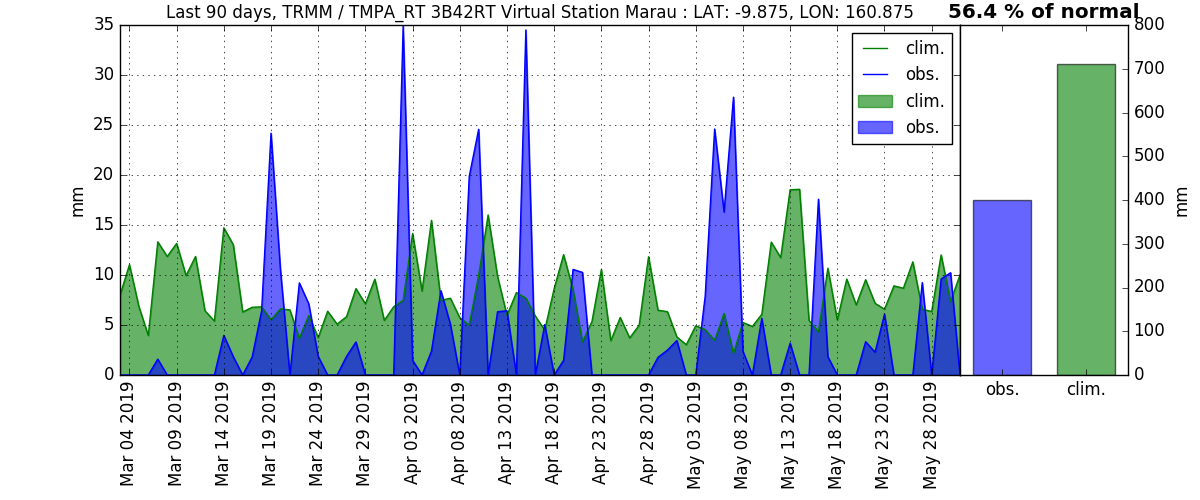 Last 90 days, TRMM / TMPA_RT 3B42RT Virtual Station Marau : LAT: -9.875, LON: 160.875
56.4 % of normal
35
30
25
20
15
10
5
0
mm
clim.
obs.
clim.
obs.
800
700
600
500
400
300
200
100
0
mm
Mar 04 2019
Mar 09 2019
Mar 14 2019
Mar 19 2019
Mar 24 2019
Mar 29 2019
Apr 03 2019
Apr 08 2019
Apr 13 2019
Apr 18 2019
Apr 23 2019
Apr 28 2019
May 03 2019
May 08 2019
May 13 2019
May 18 2019
May 23 2019
May 28 2019
obs.
clim.